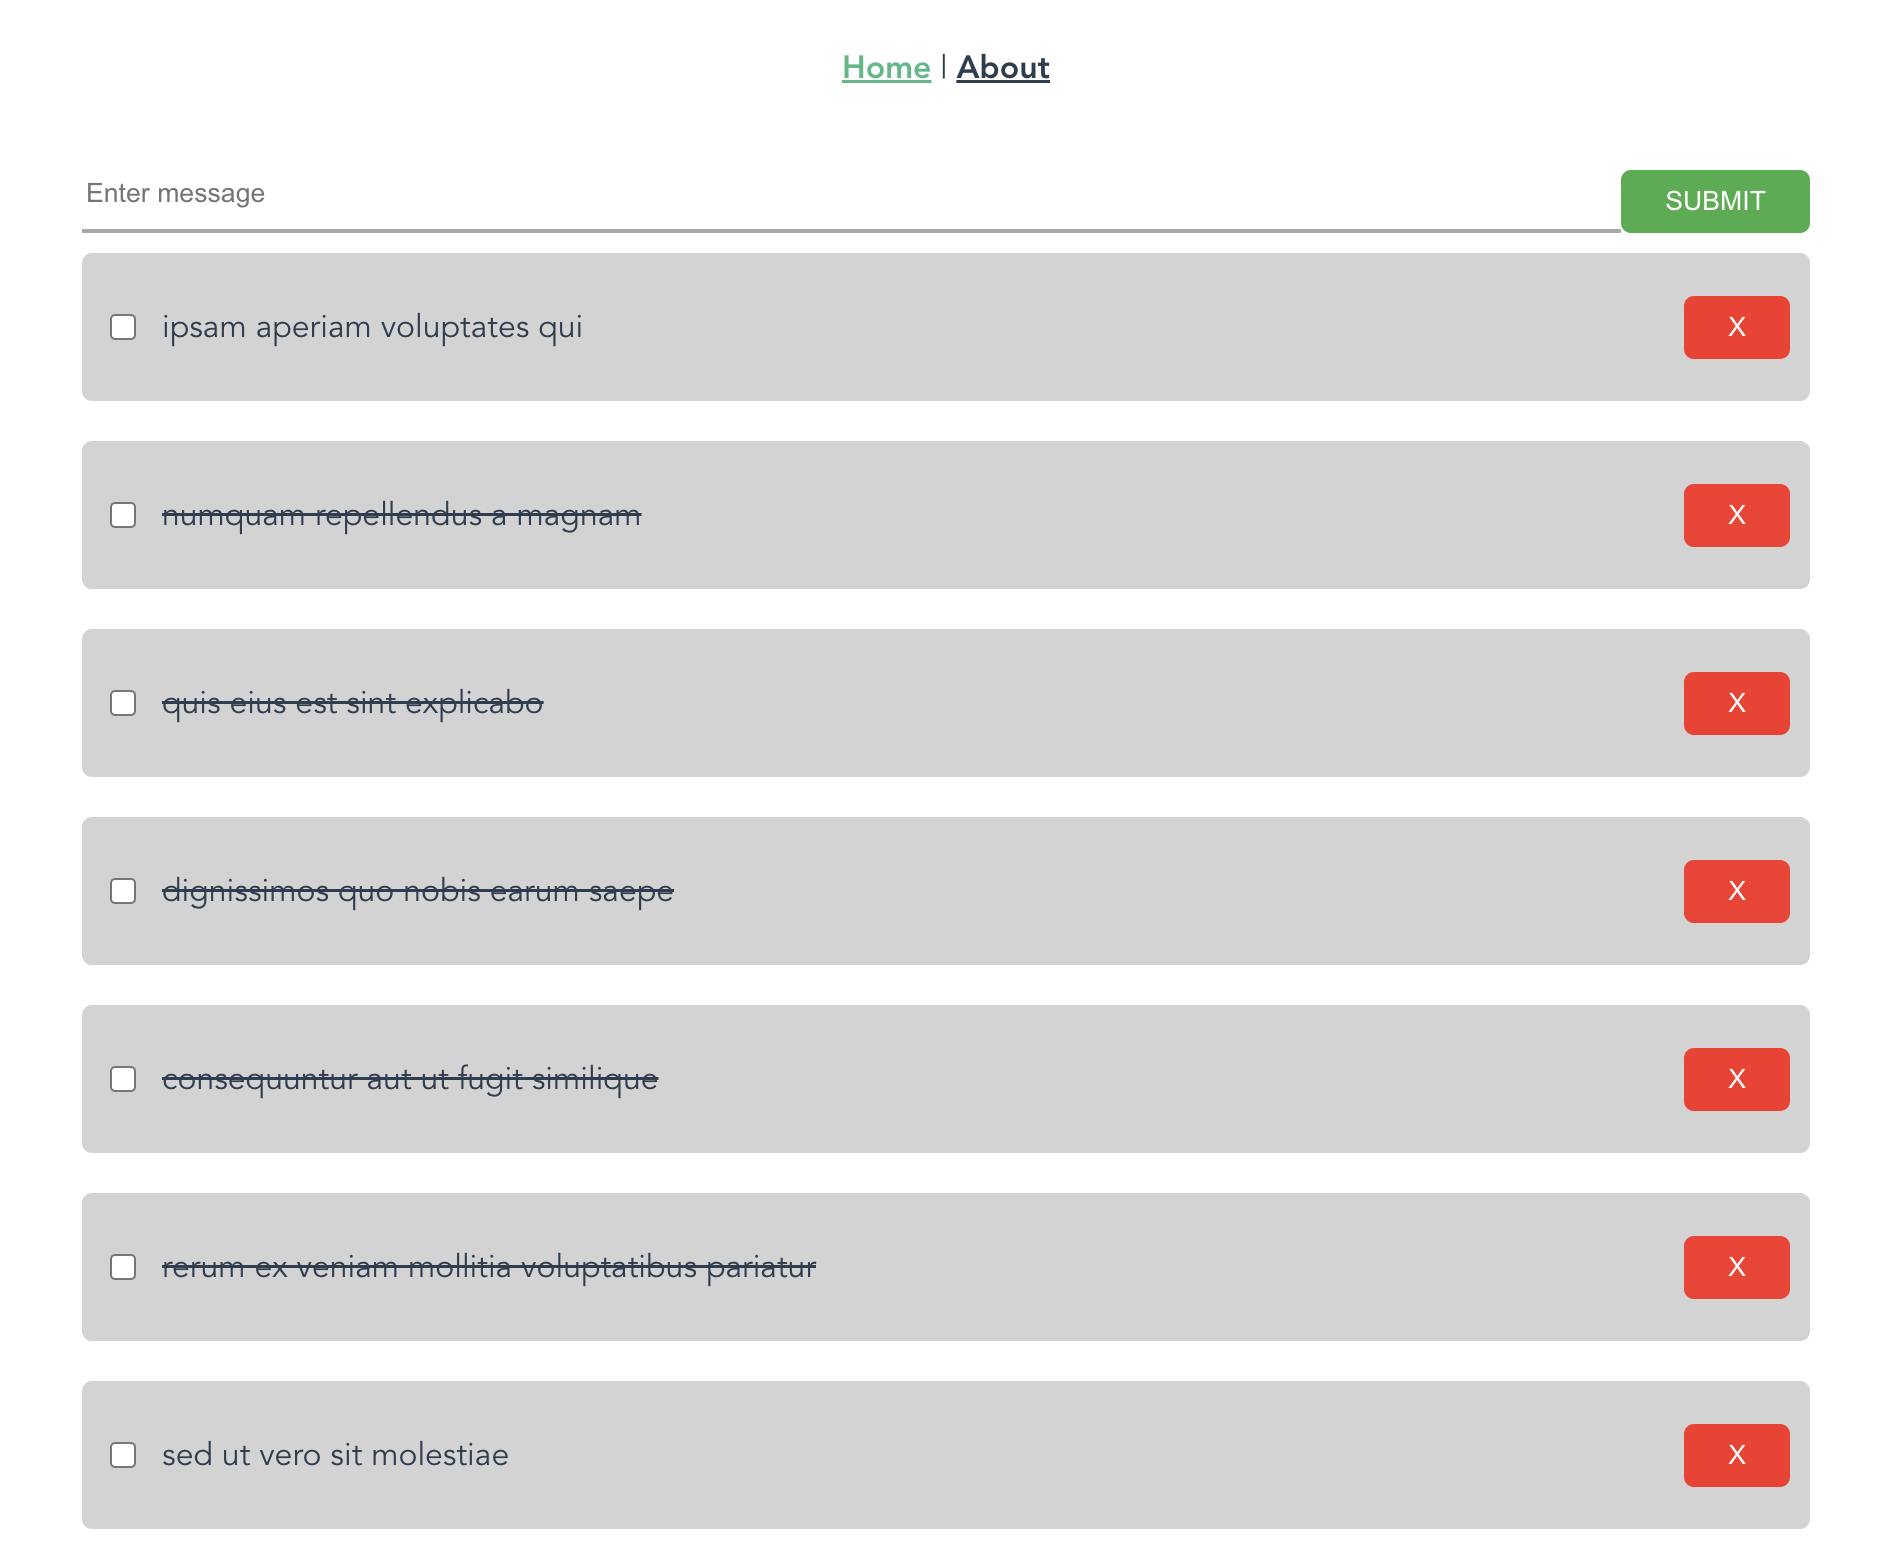 Home | About
Enter message
SUBMIT
ipsam aperiam voluptates qui
X
numquam repellendus a magnam
X
quis eius est sint explicabo
X
dignissimos quo nobis earum saepe
X
consequuntur aut ut fugit similique
X
rerum ex veniam mollitia voluptatibus pariatur
X
sed ut vero sit molestiae
X